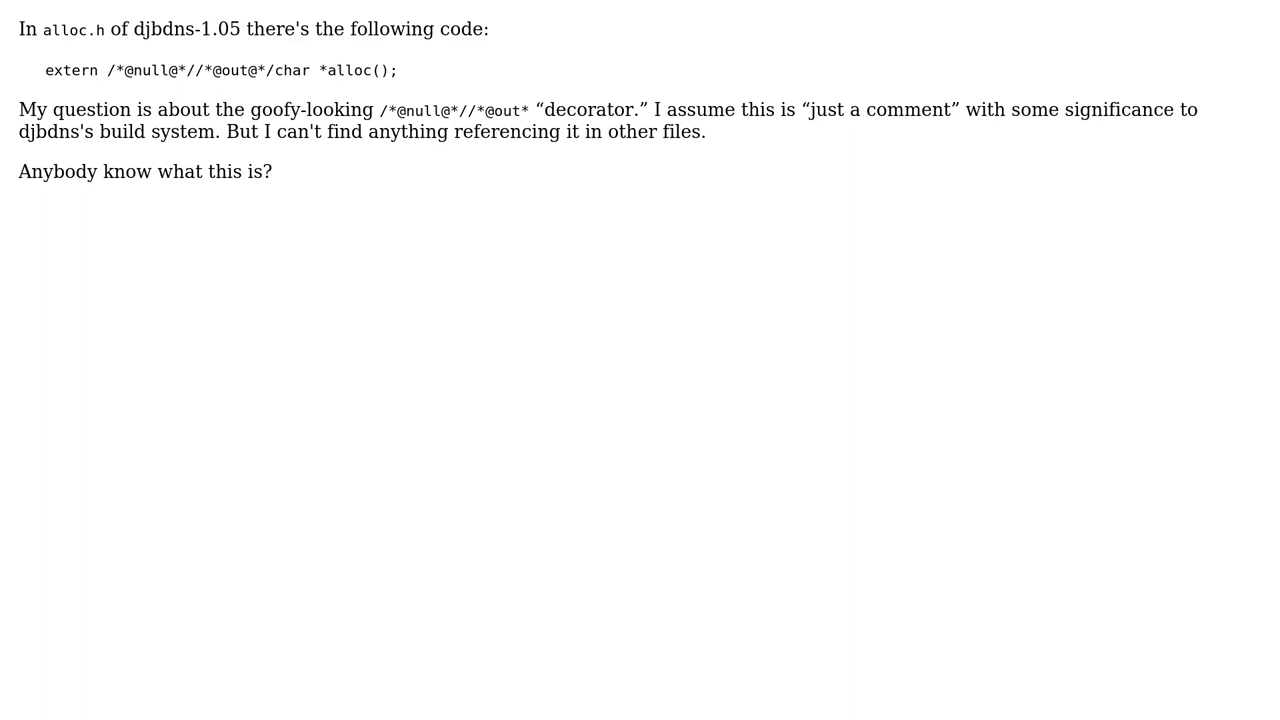 In alloc.h of djbdns-1.05 there's the following code:
extern /*@null@*//*@out@*/char *alloc();
My question is about the goofy-looking /*@null@*//*@out* “decorator.” I assume this is “just a comment” with some significance to
djbdns's build system. But I can't find anything referencing it in other files.
Anybody know what this is?